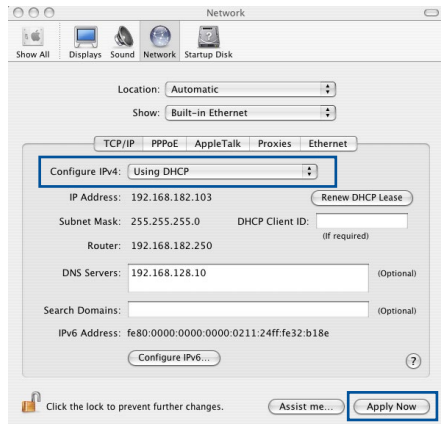 Network
Show All Displays Sound Network Startup Disk
Location: Automatic
Show: Built-in Ethernet
TCP/IP PPPoE AppleTalk Proxies Ethernet
Configure IPv4: Using DHCP
IP Address: 192.168.182.103 Renew DHCP Lease
Subnet Mask: 255.255.255.0 DHCP Client ID:
(If required)
Router: 192.168.182.250
DNS Servers: 192.168.128.10 (Optional)
Search Domains: (Optional)
IPv6 Address: fe80:0000:0000:0000:0211:24ff:fe32:b18e
Configure IPv6... ?
Click the lock to prevent further changes. Assist me... Apply Now